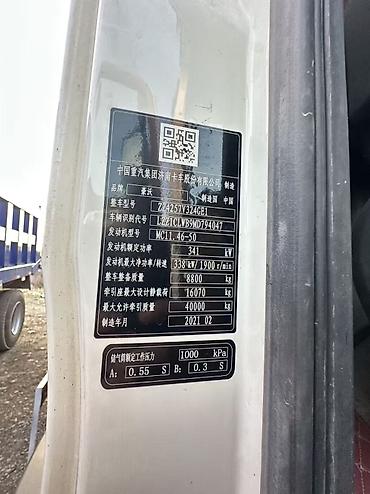 中国重汽集团济南卡车股份有限公司 制造
品牌 豪沃 制造国 中国
整车型号 ZZ4257V324GE1
车辆识别代号 LZZ1CLWB9MD794047
发动机型号 MC11.46-50
发动机额定功率 341 kW
发动机最大净功率/转速 338 kW/1900 r/min
整车整备质量 8800 kg
牵引座最大设计静载荷 16070 kg
最大允许牵引质量 40000 kg
制造年月 2021.02
储气筒额定工作压力 1000 kPa
A: 0.55 S B: 0.3 S